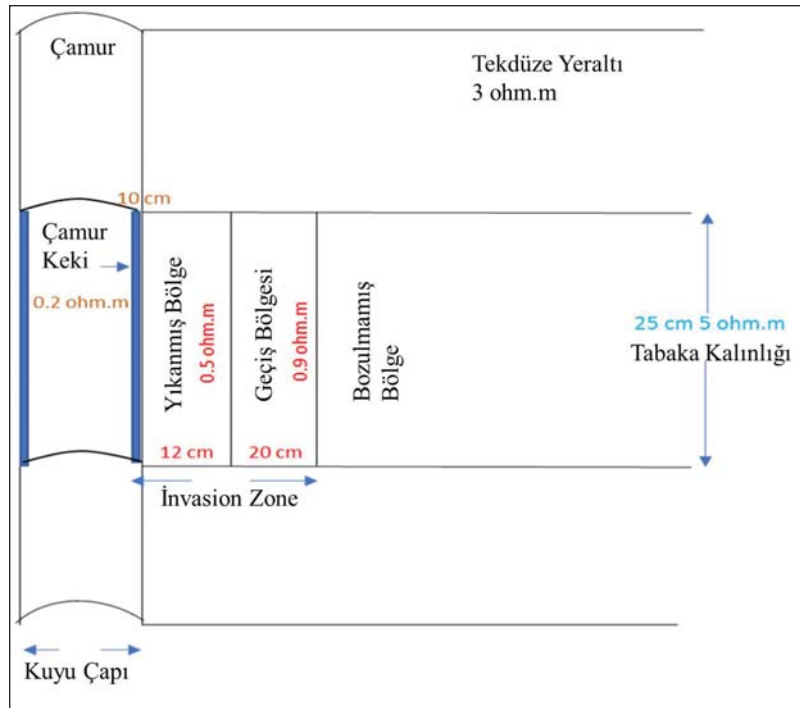 Çamur
Tekdüze Yeraltı
3 ohm.m
10 cm
Çamur
Keki
0.2 ohm.m
Yıkanmış Bölge
0.5 ohm.m
Geçiş Bölgesi
0.9 ohm.m
Bozulmamış
Bölge
25 cm 5 ohm.m
Tabaka Kalınlığı
12 cm
20 cm
İnvasion Zone
Kuyu Çapı